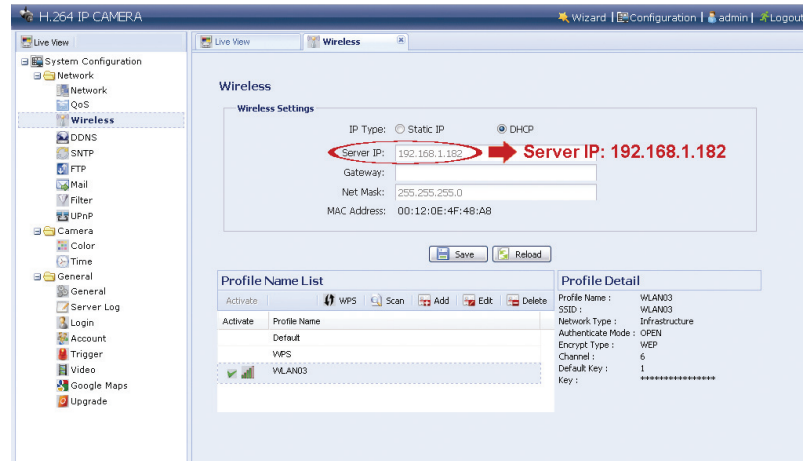 H.264 IP CAMERA
Wizard | Configuration | admin | Logout
Live View
Live View
Wireless
System Configuration
Network
Network
QoS
Wireless
DDNS
SNTP
FTP
Mail
Filter
UPnP
Camera
Color
Time
General
General
Server Log
Login
Account
Trigger
Video
Google Maps
Upgrade
Wireless
Wireless Settings
IP Type: Static IP DHCP
Server IP: 192.168.1.182 Server IP: 192.168.1.182
Gateway:
Net Mask: 255.255.255.0
MAC Address: 00:12:0E:4F:48:A8
Save Reload
Profile Name List
Activate WPS Scan Add Edit Delete
Activate Profile Name
Default
WPS
WLAN03
Profile Detail
Profile Name : WLAN03
SSID : WLAN03
Network Type : Infrastructure
Authenticate Mode : OPEN
Encrypt Type : WEP
Channel : 6
Default Key : 1
Key : ****************